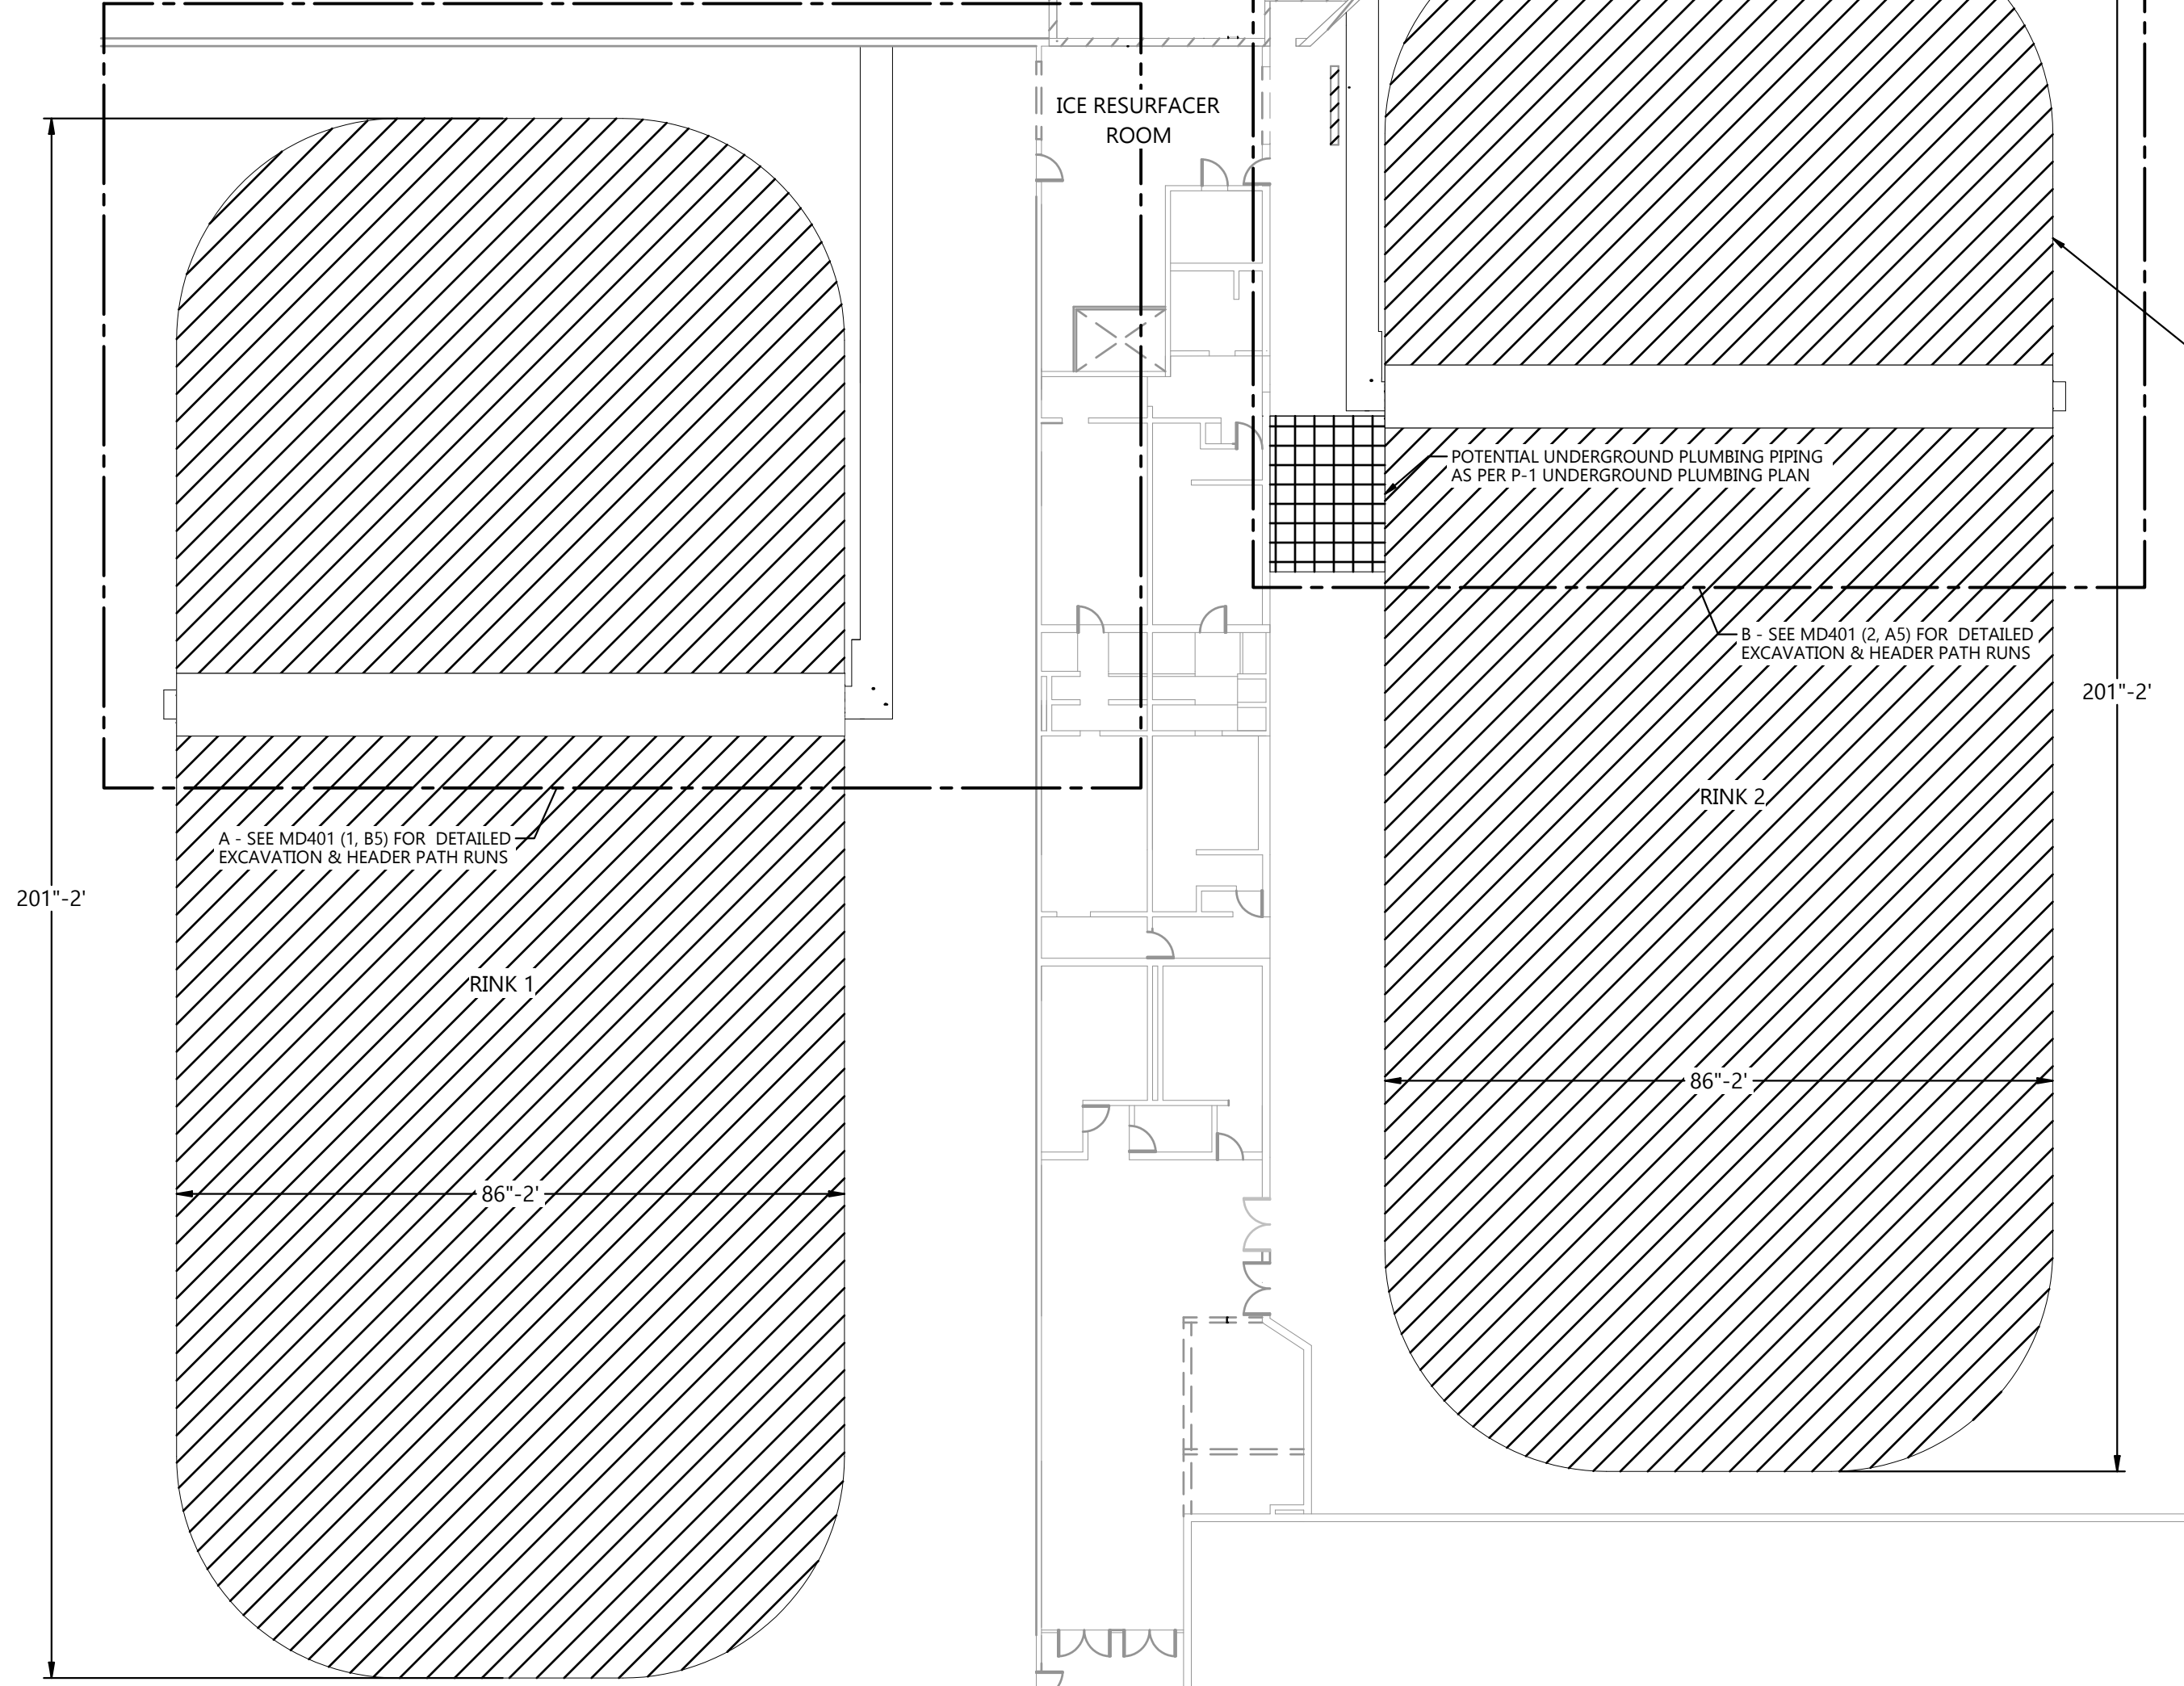 ICE RESURFACER
ROOM
POTENTIAL UNDERGROUND PLUMBING PIPING
AS PER P-1 UNDERGROUND PLUMBING PLAN
B - SEE MD401 (2, A5) FOR  DETAILED
EXCAVATION & HEADER PATH RUNS
201"-2'
RINK 2
A - SEE MD401 (1, B5) FOR  DETAILED
EXCAVATION & HEADER PATH RUNS
201"-2'
RINK 1
86"-2'
86"-2'